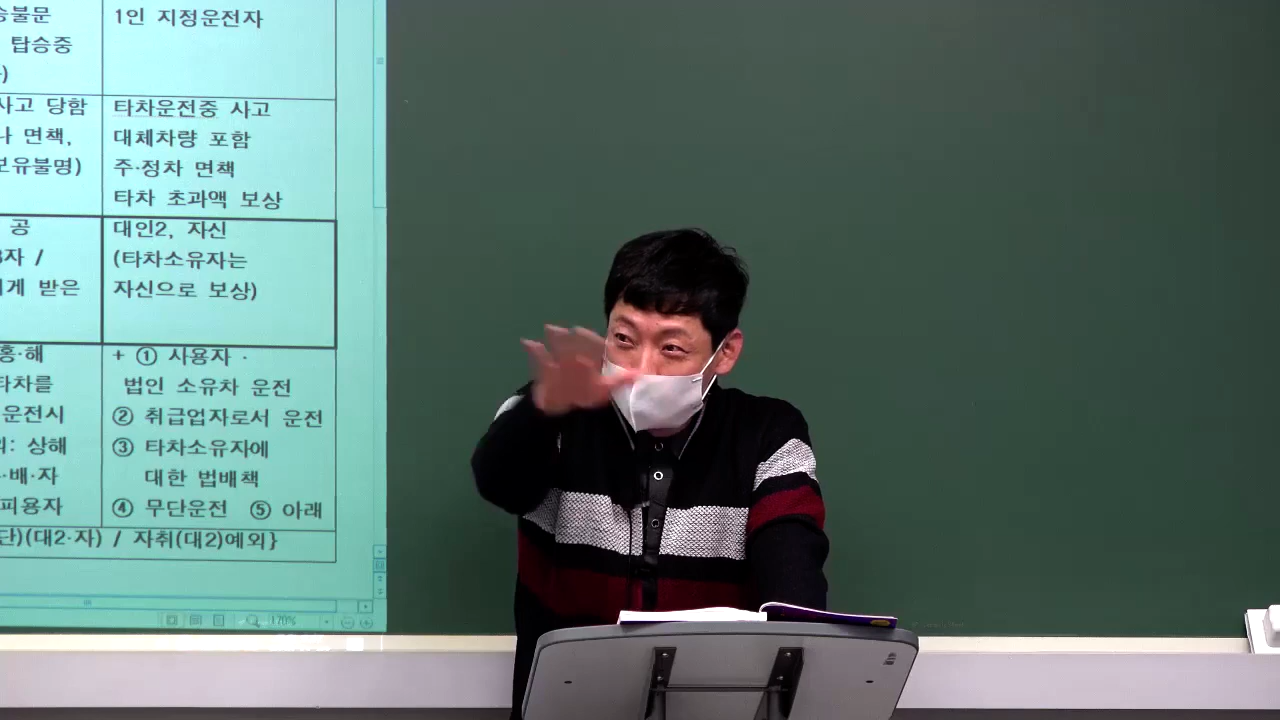 승불문
탑승중
1인 지정운전자
사고 당함
나 면책,
보유불명)
타차운전중 사고
대체차량 포함
주·정차 면책
타차 초과액 보상
공
3자 /
에게 받은
대인2, 자신
(타차소유자는
자신으로 보상)
홍·해
타차를
운전시
외: 상해
배·자
피용자
+ ① 사용자 ·
법인 소유차 운전
② 취급업자로서 운전
③ 타차소유자에
대한 법배책
④ 무단운전 ⑤ 아래
단)(대2·자) / 자취(대2)예외}
170%